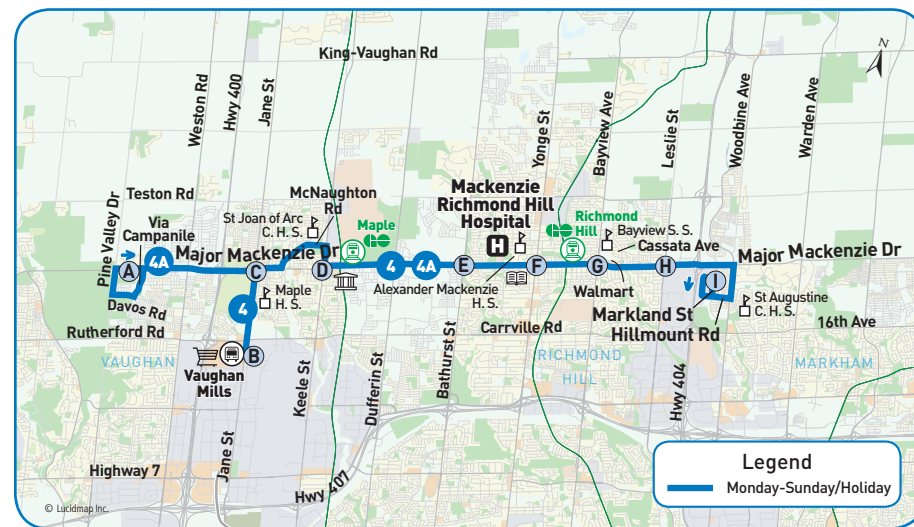 King-Vaughan Rd
N
Weston Rd
Hwy 400
Jane St
Yonge St
Bayview Ave
Leslie St
Woodbine Ave
Warden Ave
Pine Valley Dr
Teston Rd
McNaughton
Rd
Mackenzie
Richmond Hill
Hospital
H
St Joan of Arc
C. H. S.
Maple
Richmond
Hill
Bayview S. S.
Cassata Ave
Via
Campanile
4A
Major Mackenzie Dr
Major Mackenzie Dr
A
C
D
4
4A
E
F
G
H
I
Alexander Mackenzie
H. S.
Walmart
Markland St
Hillmount Rd
St Augustine
C. H. S.
Davos Rd
4
Maple
H. S.
Rutherford Rd
Carrville Rd
16th Ave
VAUGHAN
B
Vaughan
Mills
Keele St
Dufferin St
Bathurst St
RICHMOND
HILL
Hwy 404
MARKHAM
Highway 7
Jane St
Hwy 407
Legend
Monday-Sunday/Holiday
© Lucidmap Inc.